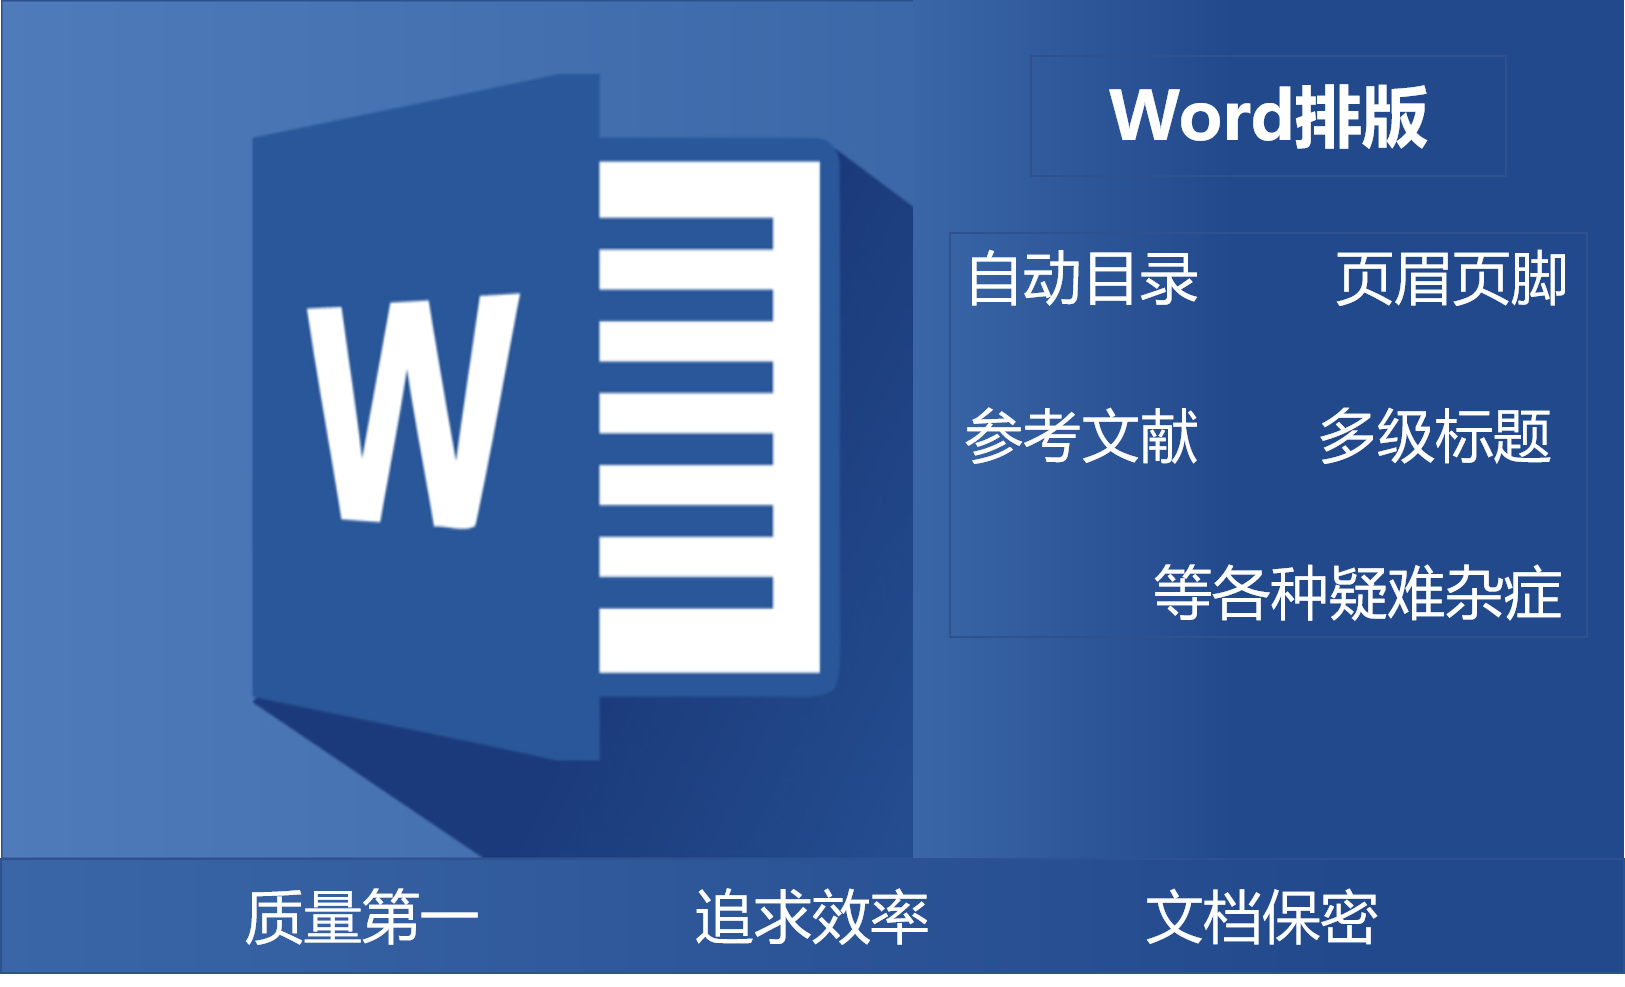 W
Word排版
自动目录 页眉页脚
参考文献 多级标题
等各种疑难杂症
质量第一 追求效率 文档保密